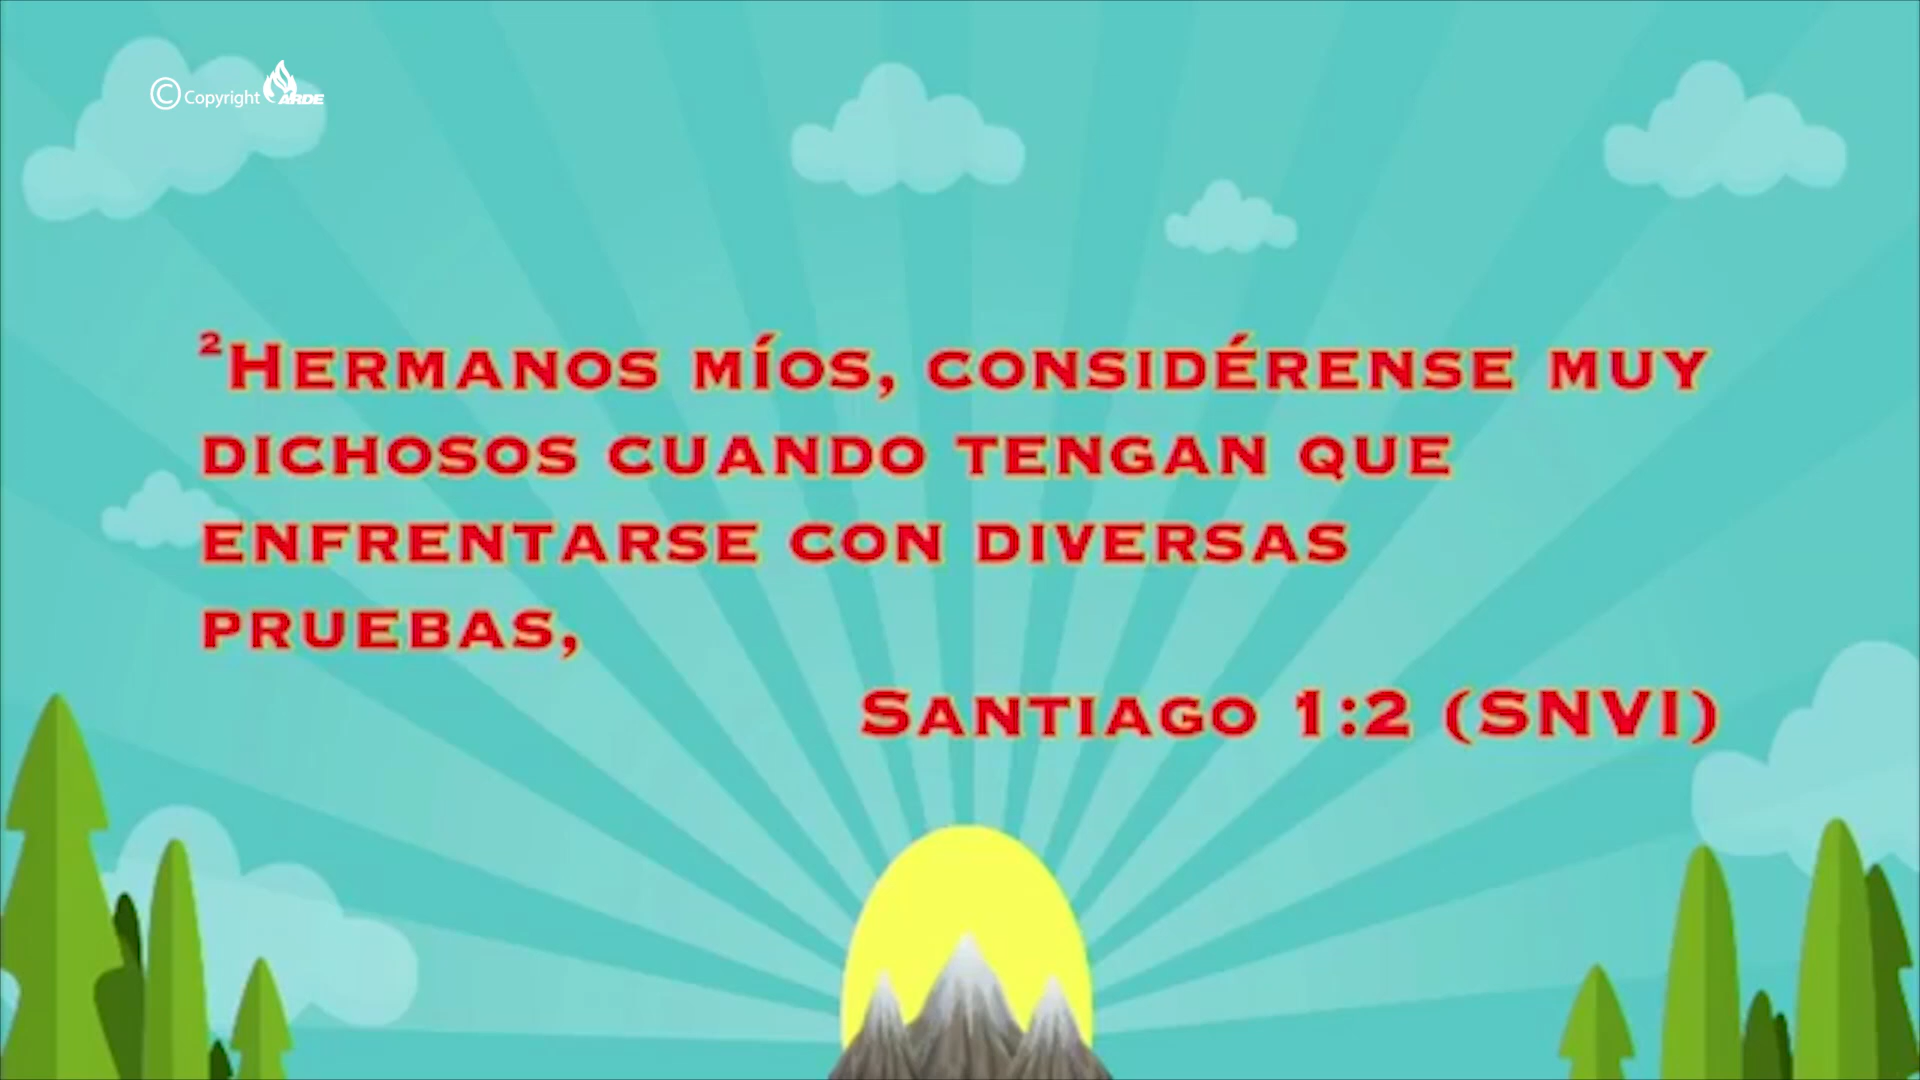 © Copyright ARDE
²Hermanos míos, considérense muy
dichosos cuando tengan que
enfrentarse con diversas
pruebas,
Santiago 1:2 (SNVI)